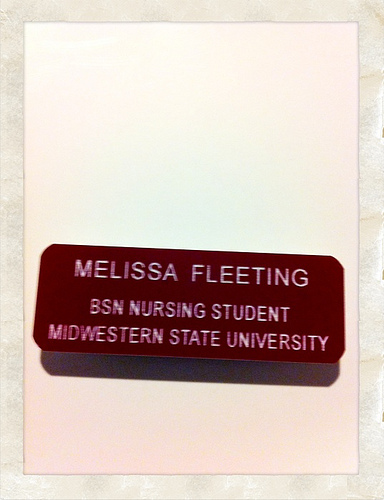 MELISSA FLEETING
BSN NURSING STUDENT
MIDWESTERN STATE UNIVERSITY